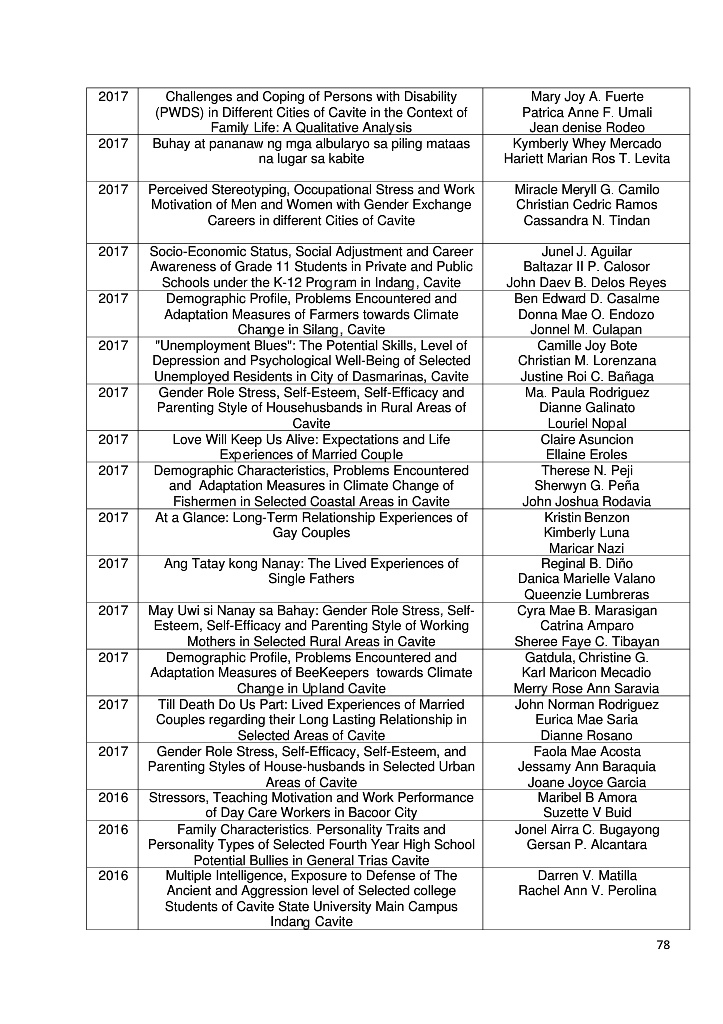 2017 Challenges and Coping of Persons with Disability Mary Joy A. Fuerte
(PWDS) in Different Cities of Cavite in the Context of Patrica Anne F. Umali
Family Life: A Qualitative Analysis Jean denise Rodeo
2017 Buhay at pananaw ng mga albularyo sa piling mataas Kymberly Whey Mercado
na lugar sa kabite Hariett Marian Ros T. Levita
2017 Perceived Stereotyping, Occupational Stress and Work Miracle Meryll G. Camilo
Motivation of Men and Women with Gender Exchange Christian Cedric Ramos
Careers in different Cities of Cavite Cassandra N. Tindan
2017 Socio-Economic Status, Social Adjustment and Career Junel J. Aguilar
Awareness of Grade 11 Students in Private and Public Baltazar II P. Calosor
Schools under the K-12 Program in Indang, Cavite John Daev B. Delos Reyes
2017 Demographic Profile, Problems Encountered and Ben Edward D. Casalme
Adaptation Measures of Farmers towards Climate Donna Mae O. Endozo
Change in Silang, Cavite Jonnel M. Culapan
2017 "Unemployment Blues": The Potential Skills, Level of Camille Joy Bote
Depression and Psychological Well-Being of Selected Christian M. Lorenzana
Unemployed Residents in City of Dasmarinas, Cavite Justine Roi C. Bañaga
2017 Gender Role Stress, Self-Esteem, Self-Efficacy and Ma. Paula Rodriguez
Parenting Style of Househusbands in Rural Areas of Dianne Galinato
Cavite Louriel Nopal
2017 Love Will Keep Us Alive: Expectations and Life Claire Asuncion
Experiences of Married Couple Ellaine Eroles
2017 Demographic Characteristics, Problems Encountered Therese N. Peji
and Adaptation Measures in Climate Change of Sherwyn G. Peña
Fishermen in Selected Coastal Areas in Cavite John Joshua Rodavia
2017 At a Glance: Long-Term Relationship Experiences of Kristin Benzon
Gay Couples Kimberly Luna
Maricar Nazi
2017 Ang Tatay kong Nanay: The Lived Experiences of Reginal B. Diño
Single Fathers Danica Marielle Valano
Queenzie Lumbreras
2017 May Uwi si Nanay sa Bahay: Gender Role Stress, Self- Cyra Mae B. Marasigan
Esteem, Self-Efficacy and Parenting Style of Working Catrina Amparo
Mothers in Selected Rural Areas in Cavite Sheree Faye C. Tibayan
2017 Demographic Profile, Problems Encountered and Gatdula, Christine G.
Adaptation Measures of BeeKeepers towards Climate Karl Maricon Mecadio
Change in Upland Cavite Merry Rose Ann Saravia
2017 Till Death Do Us Part: Lived Experiences of Married John Norman Rodriguez
Couples regarding their Long Lasting Relationship in Eurica Mae Saria
Selected Areas of Cavite Dianne Rosano
2017 Gender Role Stress, Self-Efficacy, Self-Esteem, and Faola Mae Acosta
Parenting Styles of House-husbands in Selected Urban Jessamy Ann Baraquia
Areas of Cavite Joane Joyce Garcia
2016 Stressors, Teaching Motivation and Work Performance Maribel B Amora
of Day Care Workers in Bacoor City Suzette V Buid
2016 Family Characteristics. Personality Traits and Jonel Airra C. Bugayong
Personality Types of Selected Fourth Year High School Gersan P. Alcantara
Potential Bullies in General Trias Cavite
2016 Multiple Intelligence, Exposure to Defense of The Darren V. Matilla
Ancient and Aggression level of Selected college Rachel Ann V. Perolina
Students of Cavite State University Main Campus
Indang Cavite
78